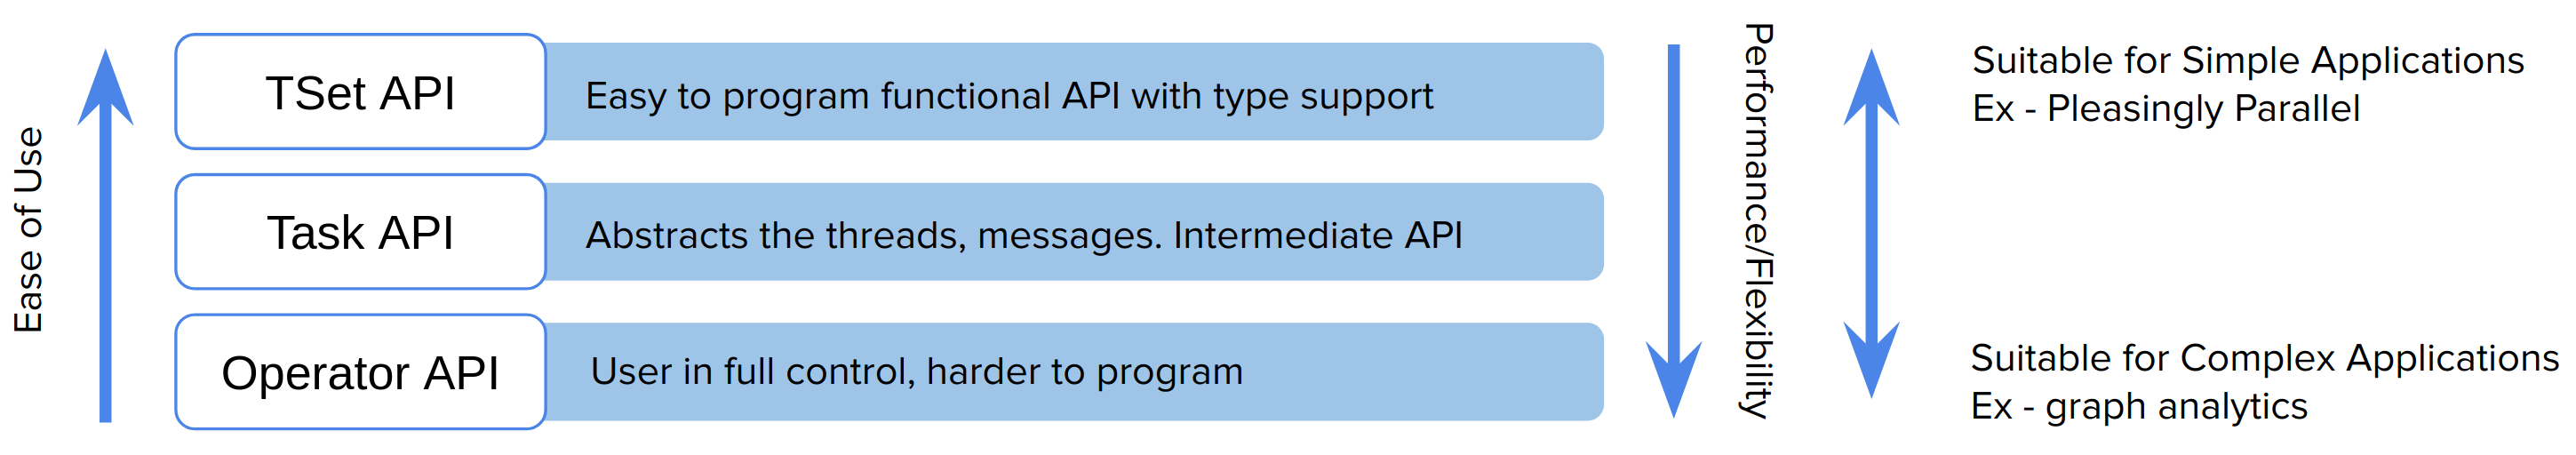 Ease of Use
TSet API
Easy to program functional API with type support
Task API
Abstracts the threads, messages. Intermediate API
Operator API
User in full control, harder to program
Performance/Flexibility
Suitable for Simple Applications
Ex - Pleasingly Parallel
Suitable for Complex Applications
Ex - graph analytics